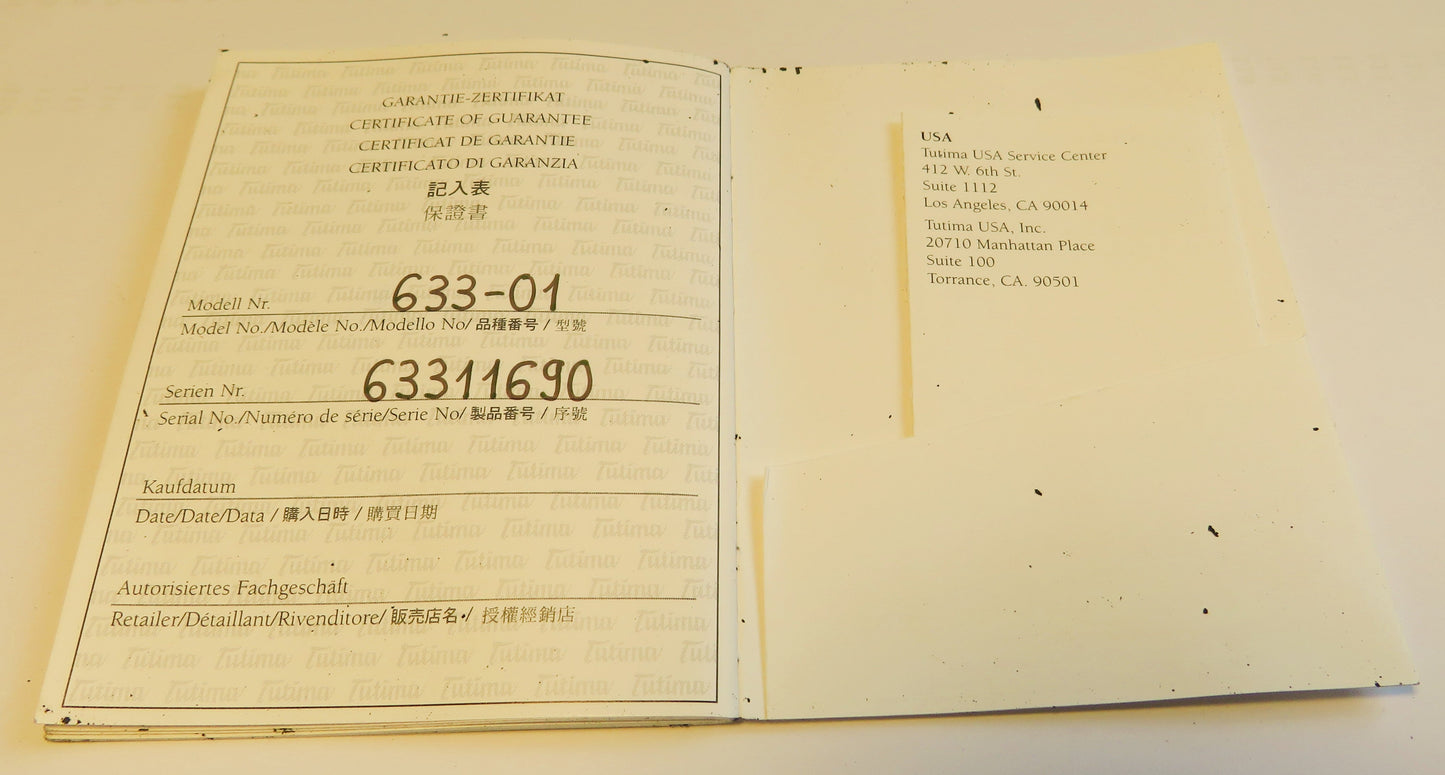 GARANTIE-ZERTIFIKAT
CERTIFICATE OF GUARANTEE
CERTIFICAT DE GARANTIE
CERTIFICATO DI GARANZIA
記入表
保證書
Modell Nr. 633-01
Model No./Modèle No./Modello No/ 品種番号 / 型號
Serien Nr. 63311690
Serial No./Numéro de série/Serie No/ 製品番号 / 序號
Kaufdatum
Date/Date/Data / 購入日時 / 購買日期
Autorisiertes Fachgeschäft
Retailer/Détaillant/Rivenditore/ 販売店名 / 授權經銷店
USA
Tutima USA Service Center
412 W. 6th St.
Suite 1112
Los Angeles, CA 90014
Tutima USA, Inc.
20710 Manhattan Place
Suite 100
Torrance, CA. 90501